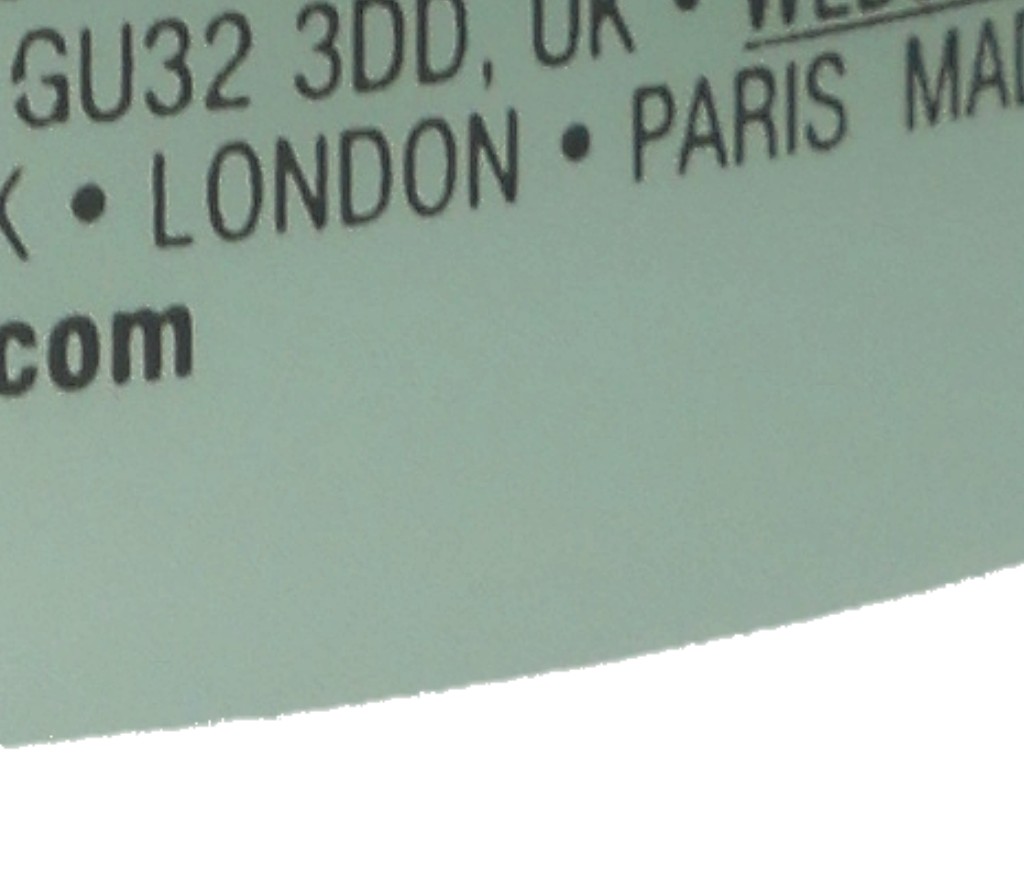 GU32 3DD, UK •
• LONDON • PARIS
com